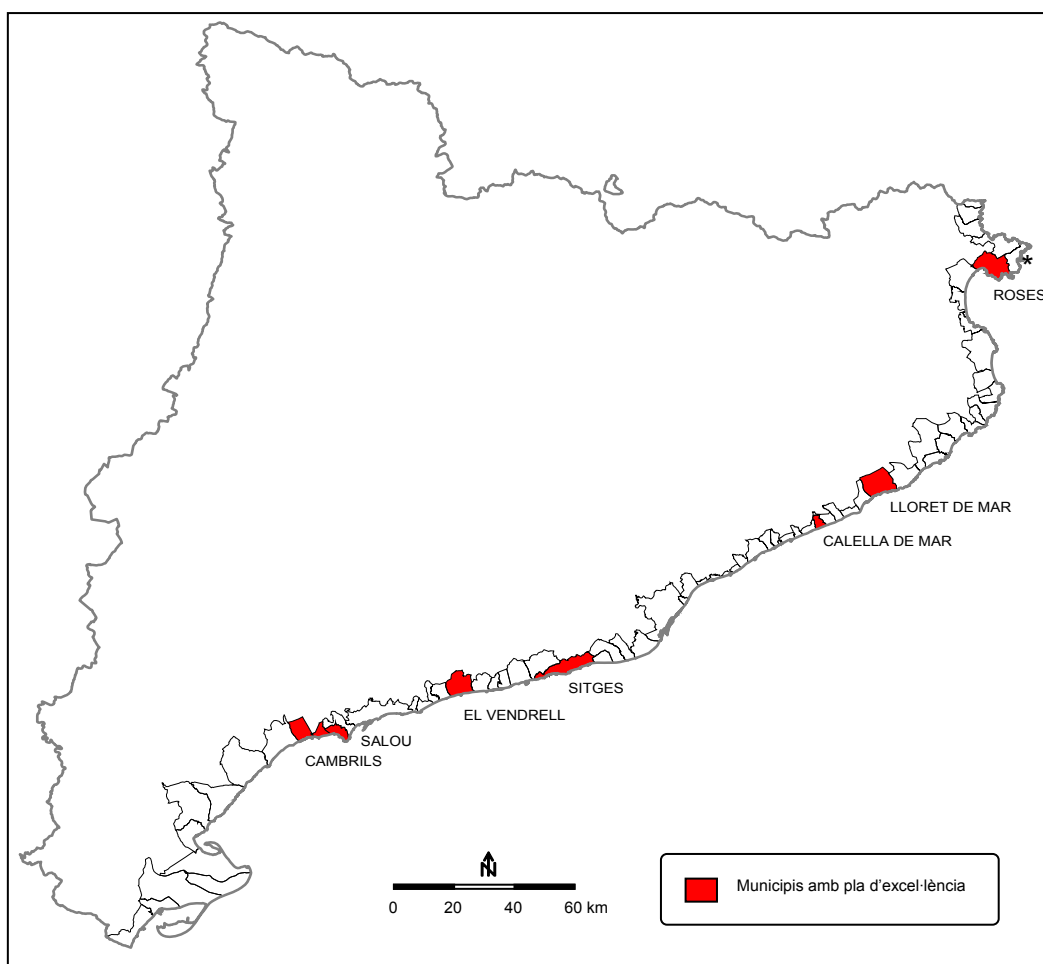 *
ROSES
LLORET DE MAR
CALELLA DE MAR
SITGES
EL VENDRELL
SALOU
CAMBRILS
N
0 20 40 60 km
Municipis amb pla d’excel·lència